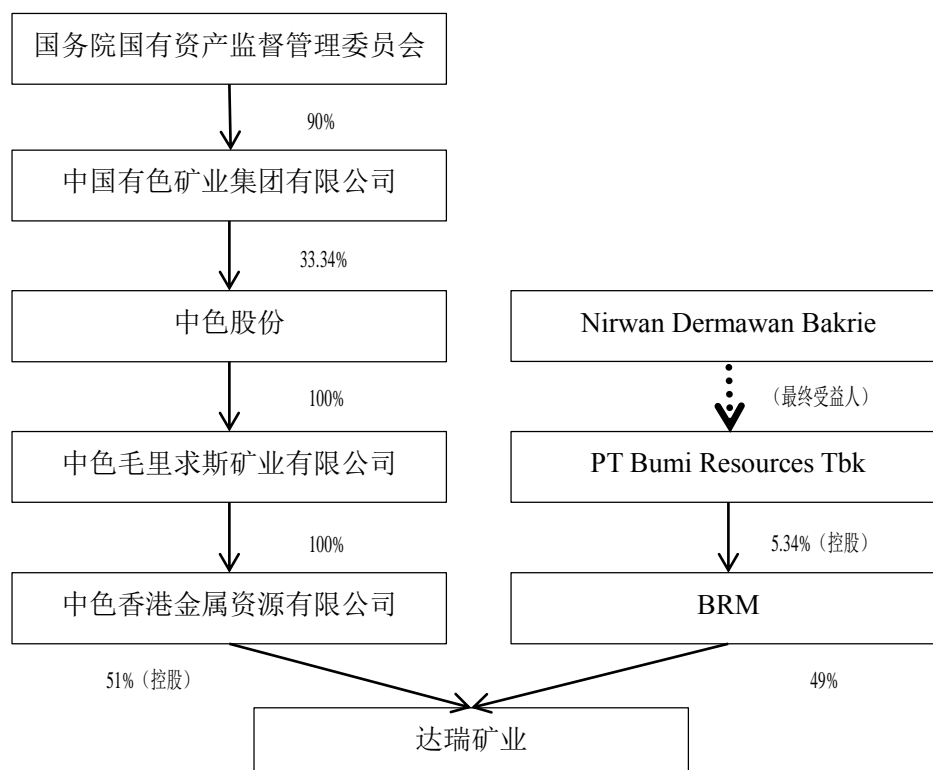 国务院国有资产监督管理委员会
90%
中国有色矿业集团有限公司
33.34%
中色股份
Nirwan Dermawan Bakrie
100%
（最终受益人）
中色毛里求斯矿业有限公司
PT Bumi Resources Tbk
100%
5.34%（控股）
中色香港金属资源有限公司
BRM
51%（控股）
49%
达瑞矿业